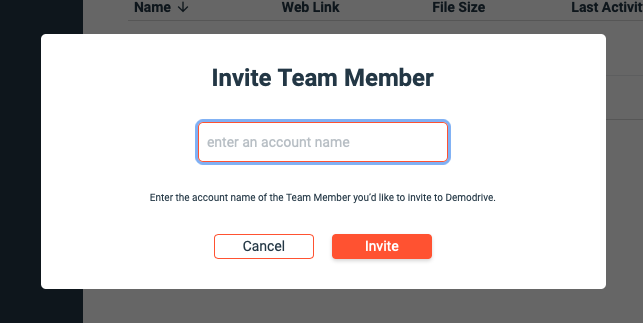 Name ↓ Web Link File Size Last Activit
Invite Team Member
enter an account name
Enter the account name of the Team Member you'd like to invite to Demodrive.
Cancel Invite